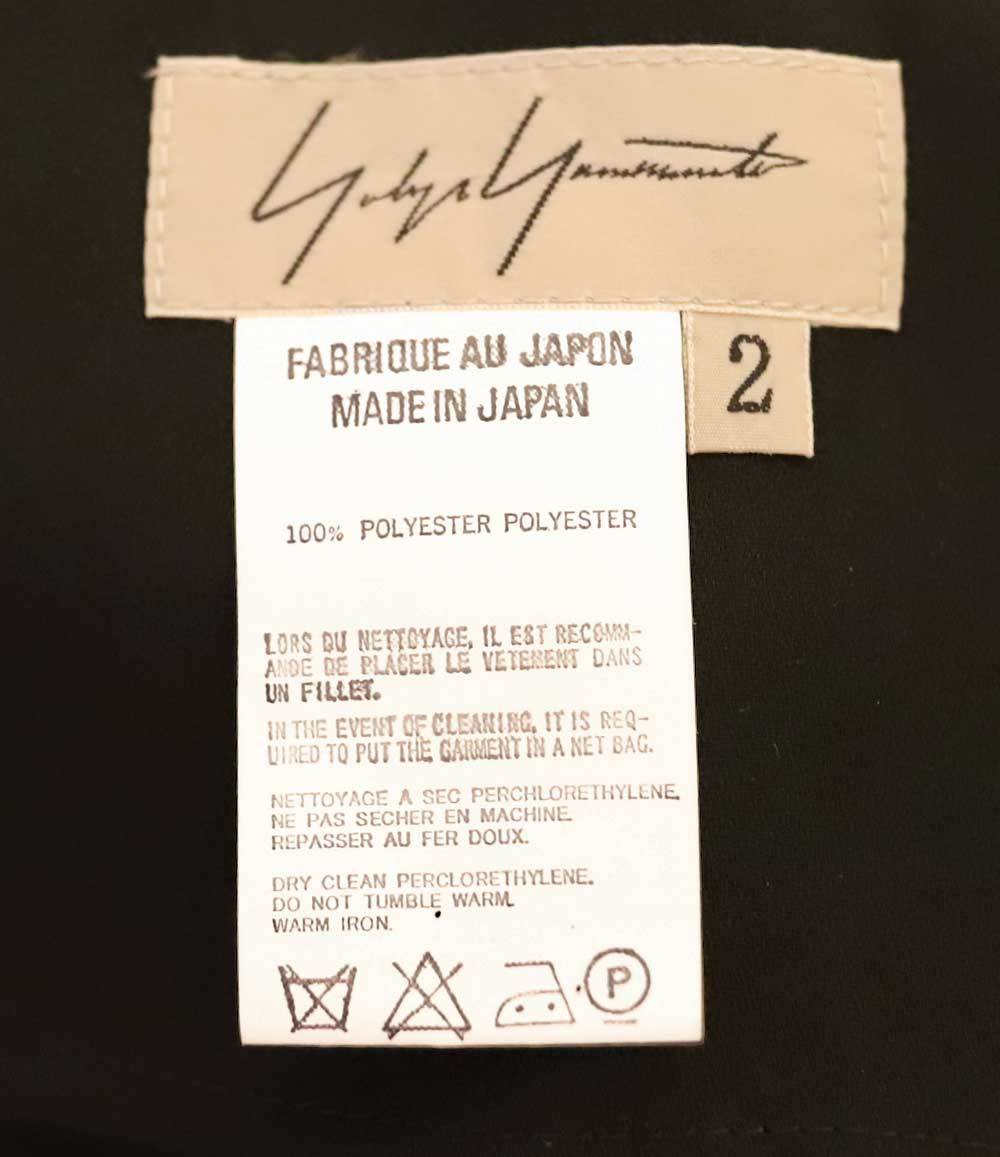 Yohji Yamamoto
2
FABRIQUE AU JAPON
MADE IN JAPAN
100% POLYESTER POLYESTER
LORS DU NETTOYAGE, IL EST RECOMM-
ANDE DE PLACER LE VETEMENT DANS
UN FILLET.
IN THE EVENT OF CLEANING, IT IS REQ-
UIRED TO PUT THE GARMENT IN A NET BAG.
NETTOYAGE A SEC PERCHLORETHYLENE.
NE PAS SECHER EN MACHINE.
REPASSER AU FER DOUX.
DRY CLEAN PERCLORETHYLENE.
DO NOT TUMBLE WARM.
WARM IRON.
P